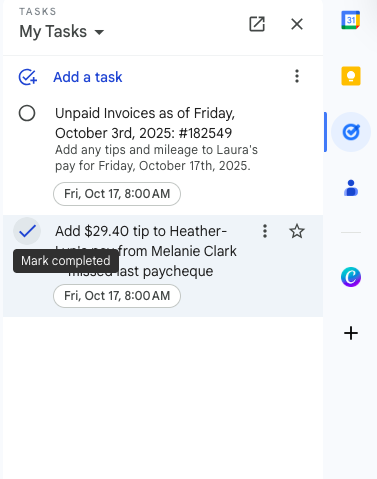 TASKS
My Tasks
31
Add a task
Unpaid Invoices as of Friday,
October 3rd, 2025: #182549
Add any tips and mileage to Laura's
pay for Friday, October 17th, 2025.
Fri, Oct 17, 8:00 AM
Add $29.40 tip to Heather-
pay from Melanie Clark
Mark completed
missed last paycheque
Fri, Oct 17, 8:00 AM